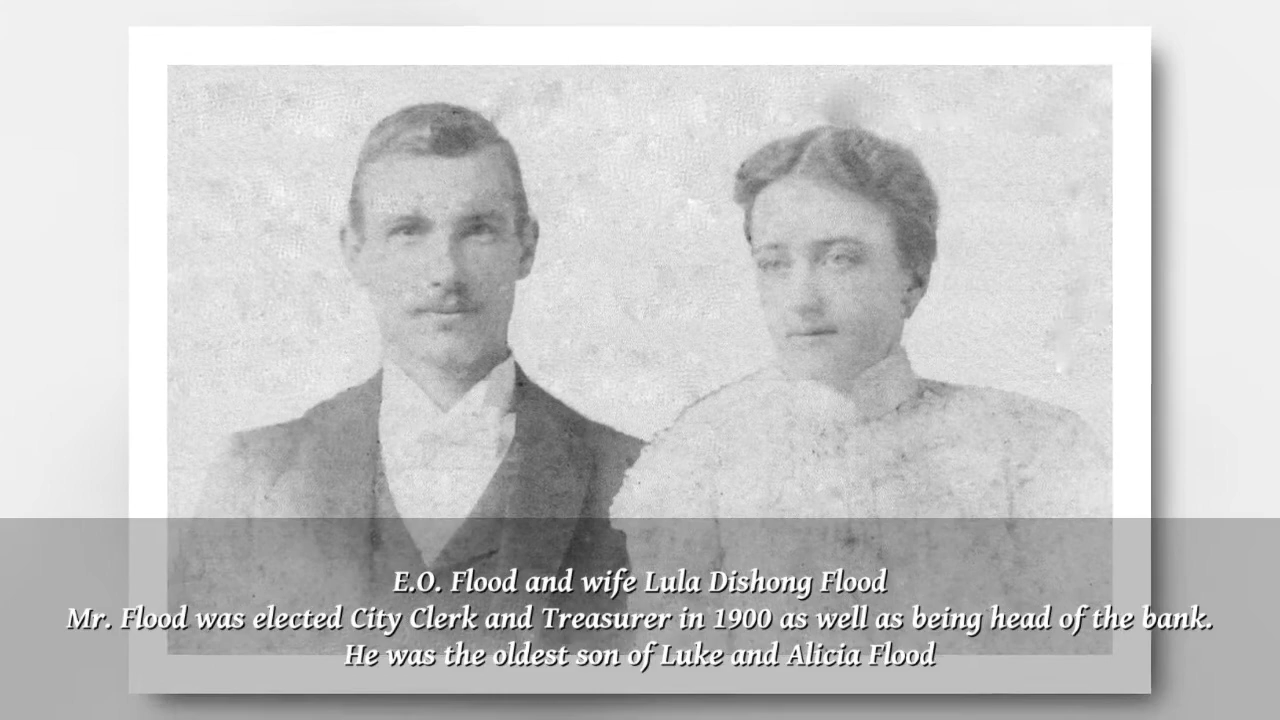 E.O. Flood and wife Lula Dishong Flood
Mr. Flood was elected City Clerk and Treasurer in 1900 as well as being head of the bank.
He was the oldest son of Luke and Alicia Flood